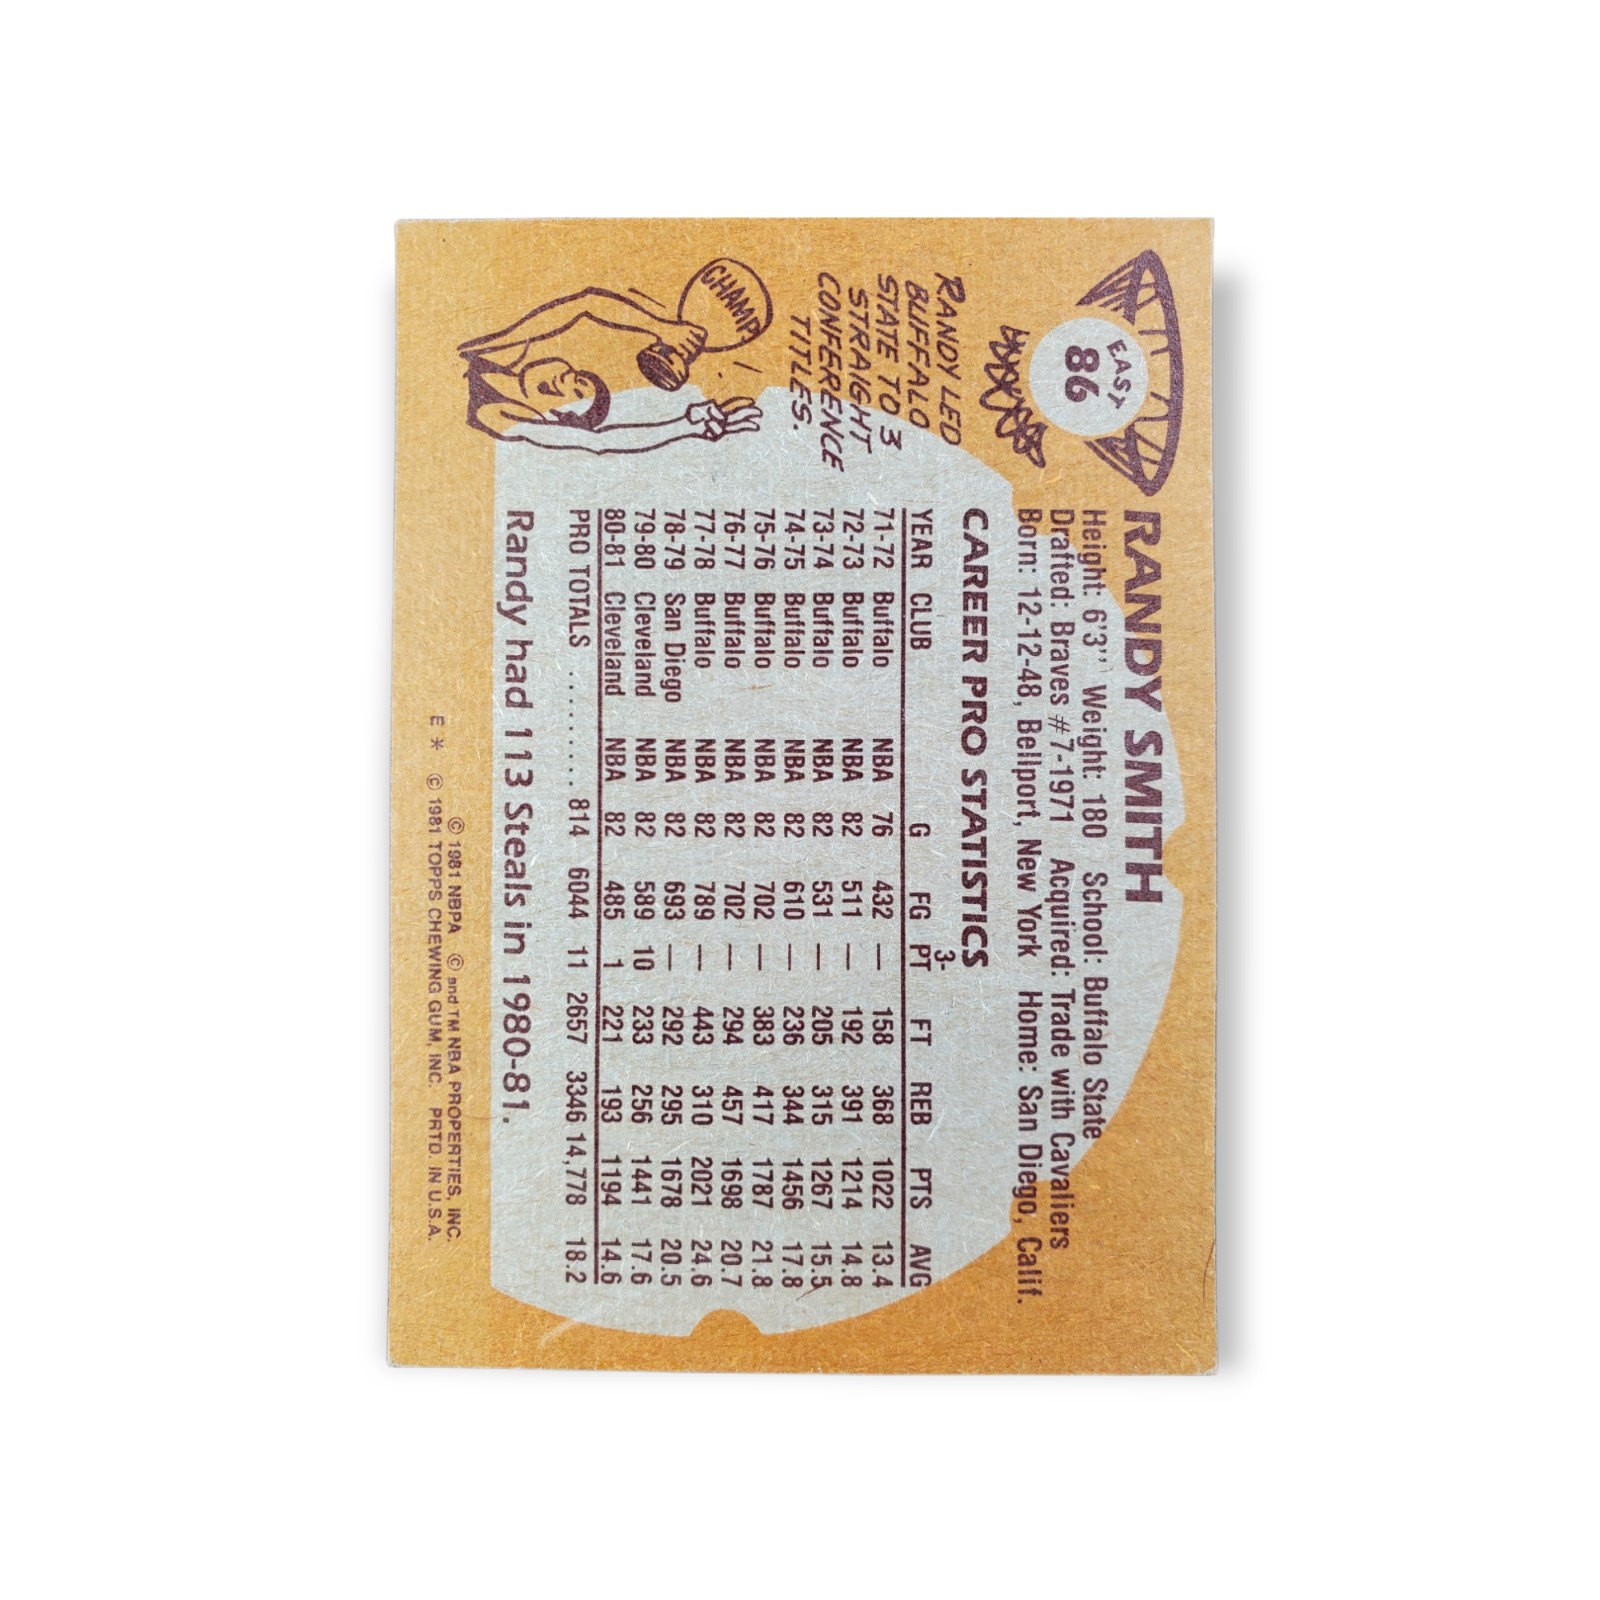 EAST
86
RANDY SMITH
Height: 6'3" Weight: 180 School: Buffalo State
Drafted: Braves #7-1971 Acquired: Trade with Cavaliers
Born: 12-12-48, Bellport, New York Home: San Diego, Calif.
RANDY LED
BUFFALO
STATE TO 3
STRAIGHT
CONFERENCE
TITLES.
CHAMP!
CAREER PRO STATISTICS
3-
YEAR CLUB G FG PT FT REB PTS AVG
71-72 Buffalo NBA 76 432 — 158 368 1022 13.4
72-73 Buffalo NBA 82 511 — 192 391 1214 14.8
73-74 Buffalo NBA 82 531 — 205 315 1267 15.5
74-75 Buffalo NBA 82 610 — 236 344 1456 17.8
75-76 Buffalo NBA 82 702 — 383 417 1787 21.8
76-77 Buffalo NBA 82 702 — 294 457 1698 20.7
77-78 Buffalo NBA 82 789 — 443 310 2021 24.6
78-79 San Diego NBA 82 693 — 292 295 1678 20.5
79-80 Cleveland NBA 82 589 10 233 256 1441 17.6
80-81 Cleveland NBA 82 485 1 221 193 1194 14.6
PRO TOTALS .......... 814 6044 11 2657 3346 14,778 18.2
Randy had 113 Steals in 1980-81.
© 1981 NBPA © and TM NBA PROPERTIES, INC.
E * © 1981 TOPPS CHEWING GUM, INC. PRTD. IN U.S.A.